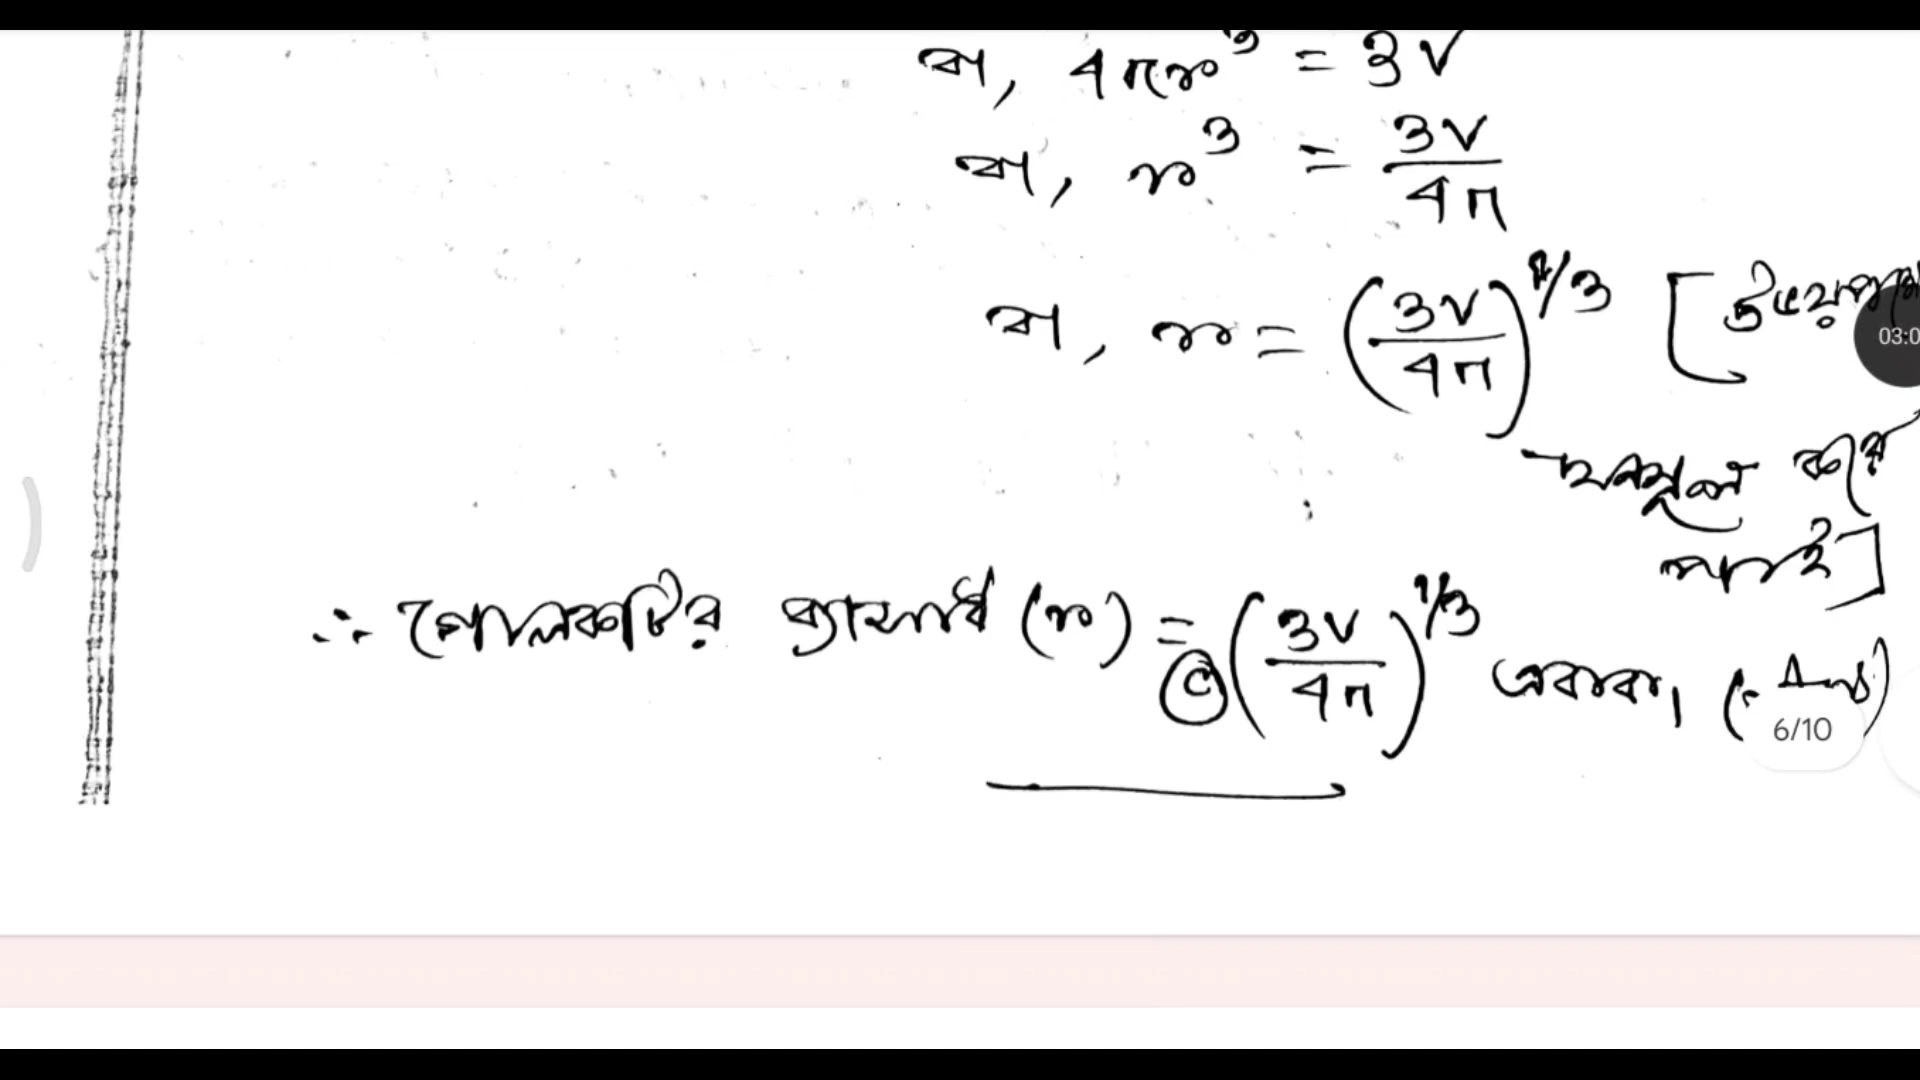 বা, 4πr³ = 3V
বা, r³ = 3V/4π
বা, r = (3V/4π)^1/3 [উভয়পক্ষে
03:0
ঘনমূল করে
পাই]
∴ গোলকটির ব্যাসার্ধ (r) = (3V/4π)^1/3 একক। (Ans)
©
6/10